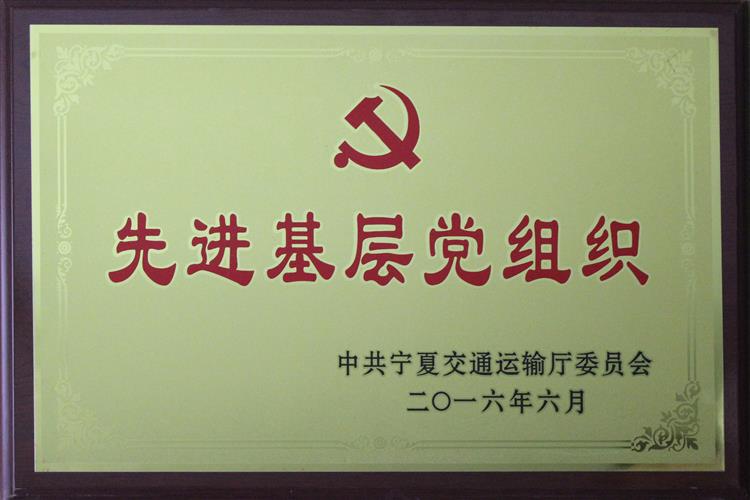 先进基层党组织
中共宁夏交通运输厅委员会
二〇一六年六月